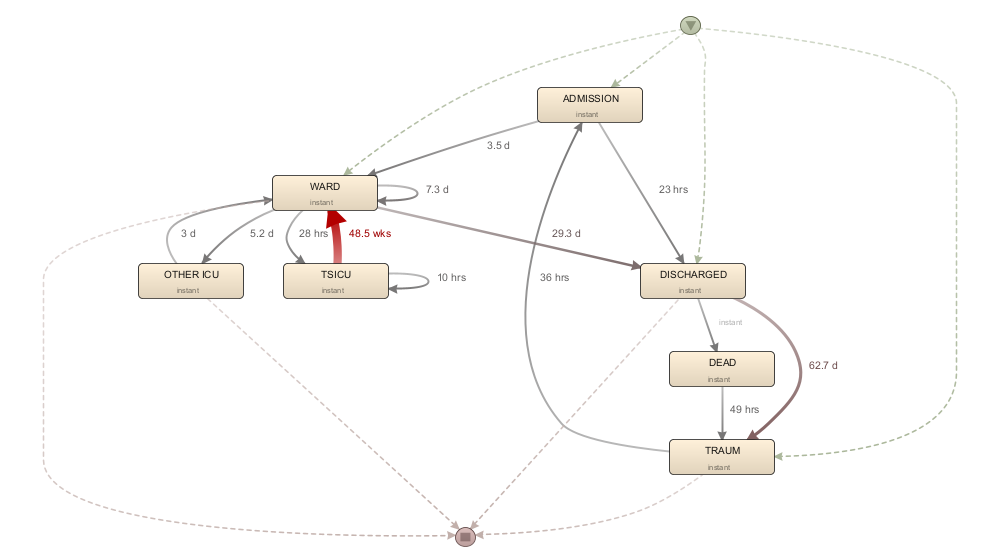 ADMISSION
instant
3.5 d
WARD
instant
7.3 d
23 hrs
3 d
5.2 d
28 hrs
48.5 wks
29.3 d
OTHER ICU
instant
TSICU
instant
10 hrs
36 hrs
DISCHARGED
instant
instant
DEAD
instant
62.7 d
49 hrs
TRAUM
instant